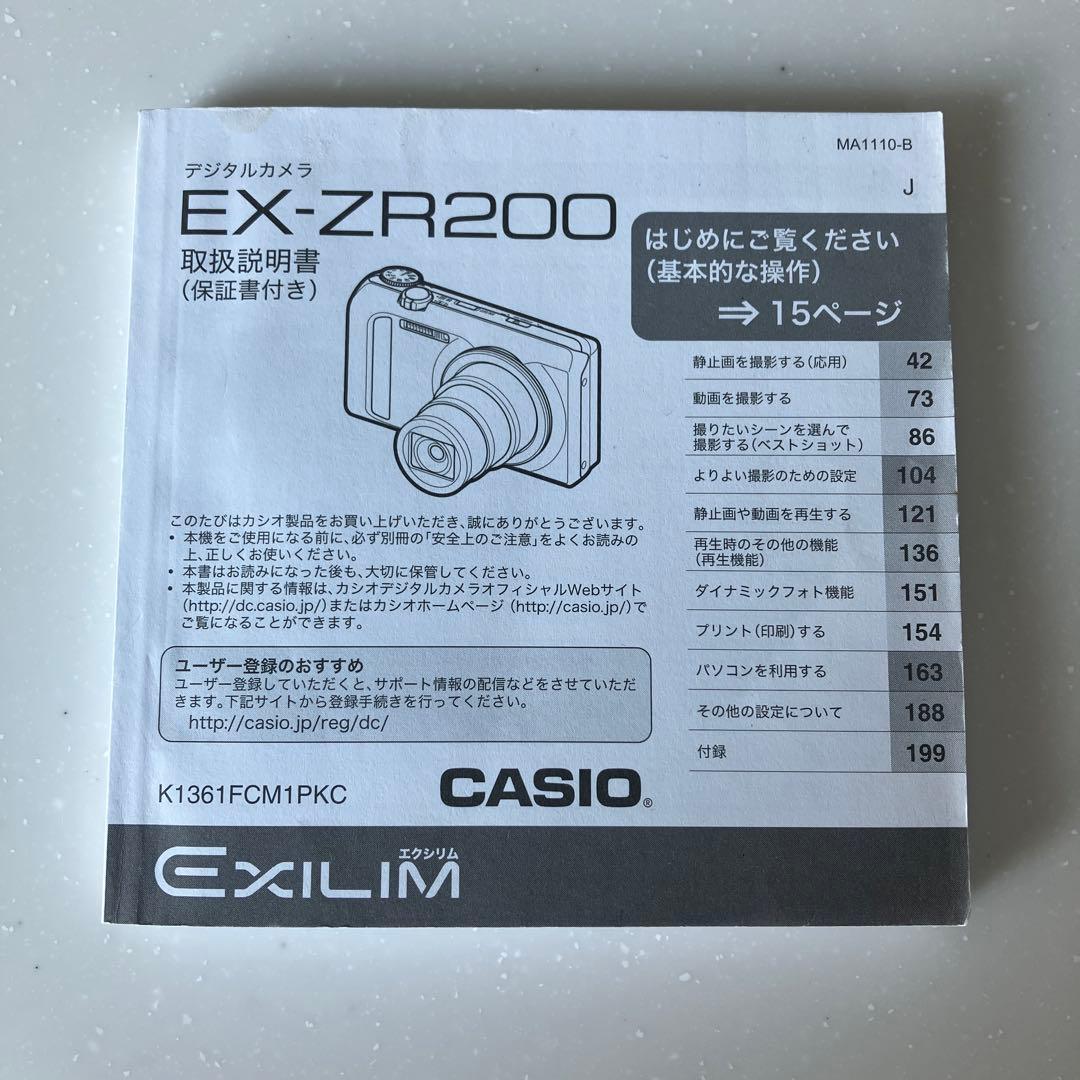 MA1110-B
J
デジタルカメラ
EX-ZR200
取扱説明書
（保証書付き）
はじめにご覧ください
（基本的な操作）
⇒ 15ページ
静止画を撮影する（応用） 42
動画を撮影する 73
撮りたいシーンを選んで
撮影する（ベストショット） 86
よりよい撮影のための設定 104
静止画や動画を再生する 121
再生時のその他の機能
（再生機能） 136
ダイナミックフォト機能 151
プリント（印刷）する 154
パソコンを利用する 163
その他の設定について 188
付録 199
このたびはカシオ製品をお買い上げいただき、誠にありがとうございます。
• 本機をご使用になる前に、必ず別冊の「安全上のご注意」をよくお読みの
上、正しくお使いください。
• 本書はお読みになった後も、大切に保管してください。
• 本製品に関する情報は、カシオデジタルカメラオフィシャルWebサイト
（http://dc.casio.jp/）またはカシオホームページ（http://casio.jp/）で
ご覧になることができます。
ユーザー登録のおすすめ
ユーザー登録していただくと、サポート情報の配信などをさせていただ
きます。下記サイトから登録手続きを行ってください。
http://casio.jp/reg/dc/
K1361FCM1PKC
CASIO®
エクシリム
EXILIM